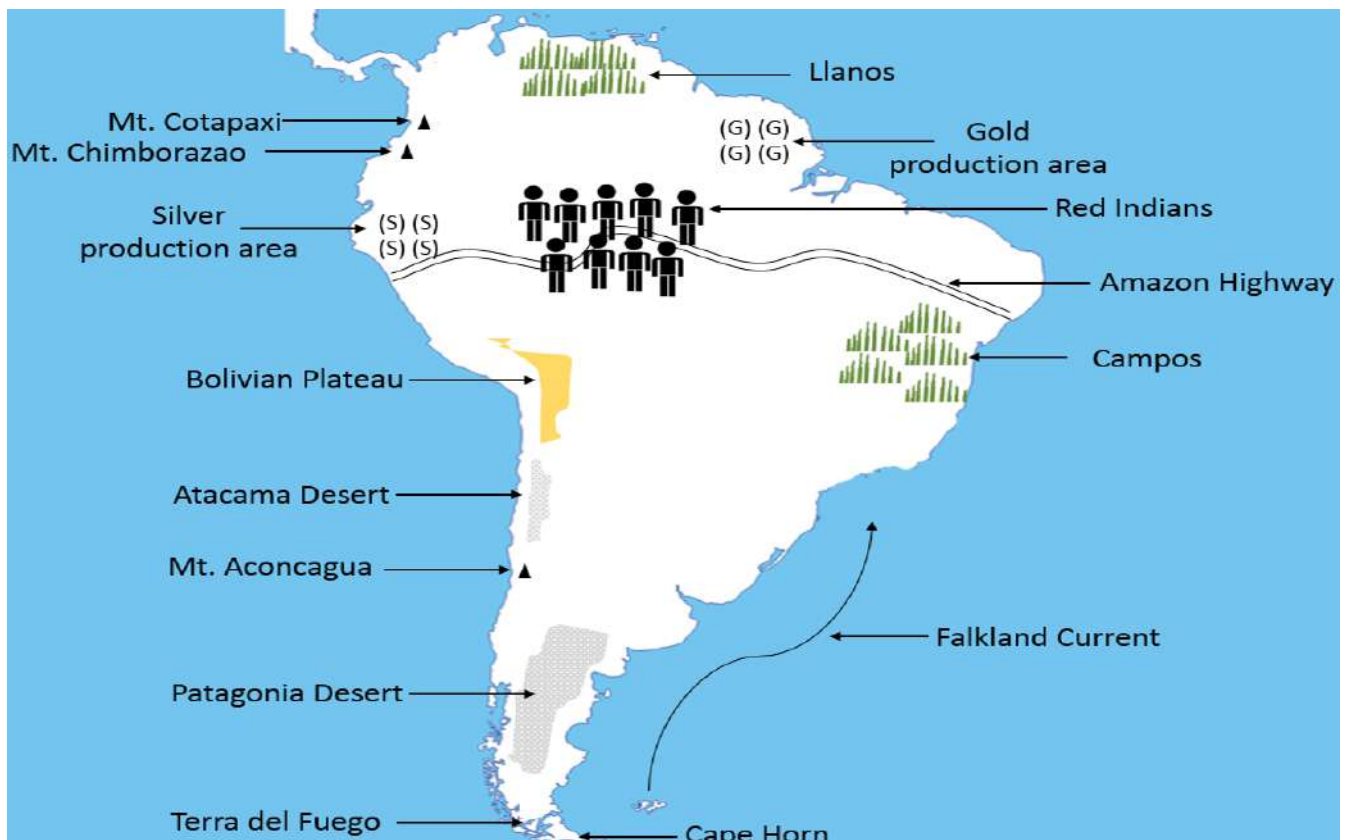 Llanos
Mt. Cotapaxi
Mt. Chimborazao
(G) (G)
(G) (G)
Gold
production area
Silver
production area
(S) (S)
(S) (S)
Red Indians
Amazon Highway
Campos
Bolivian Plateau
Atacama Desert
Mt. Aconcagua
Falkland Current
Patagonia Desert
Terra del Fuego
Cape Horn